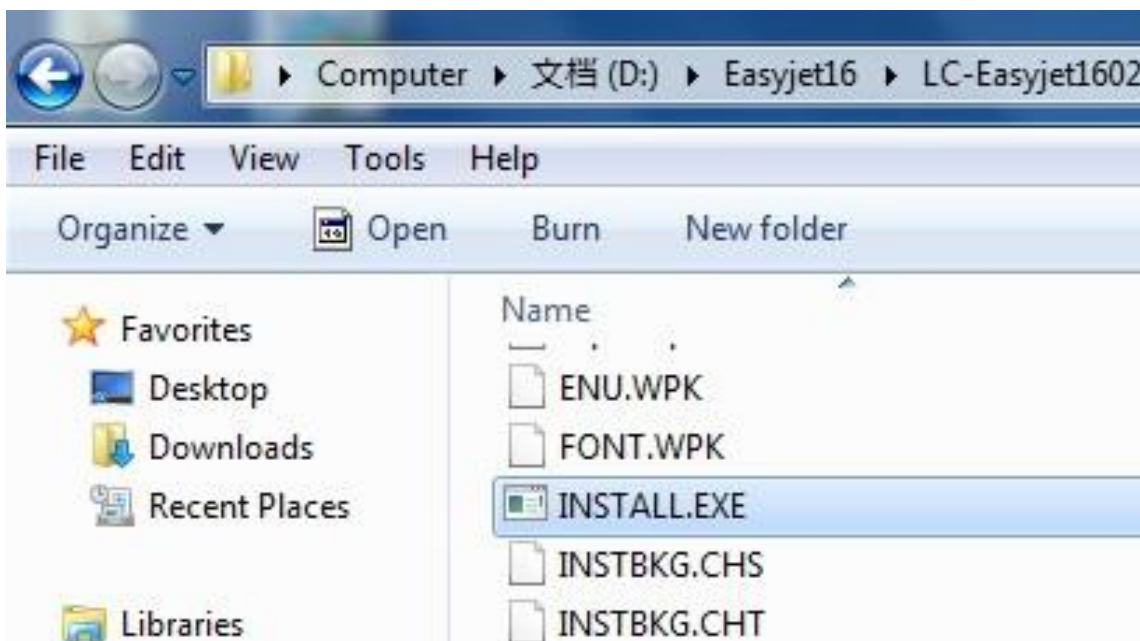 Computer 文档 (D:) Easyjet16 LC-Easyjet1602
File Edit View Tools Help
Organize Open Burn New folder
Favorites
Desktop
Downloads
Recent Places
Libraries
Name
ENU.WPK
FONT.WPK
INSTALL.EXE
INSTBKG.CHS
INSTBKG.CHT